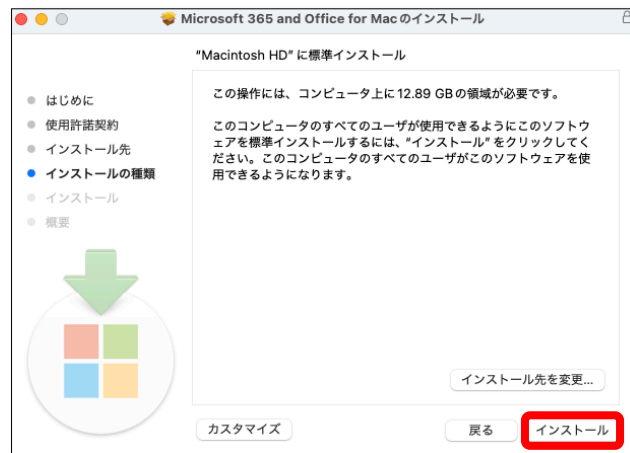 Microsoft 365 and Office for Macのインストール
"Macintosh HD" に標準インストール
はじめに
使用許諾契約
インストール先
インストールの種類
インストール
概要
この操作には、コンピュータ上に12.89 GBの領域が必要です。
このコンピュータのすべてのユーザが使用できるようにこのソフトウ
ェアを標準インストールするには、"インストール" をクリックしてく
ださい。このコンピュータのすべてのユーザがこのソフトウェアを使
用できるようになります。
インストール先を変更...
カスタマイズ
戻る
インストール